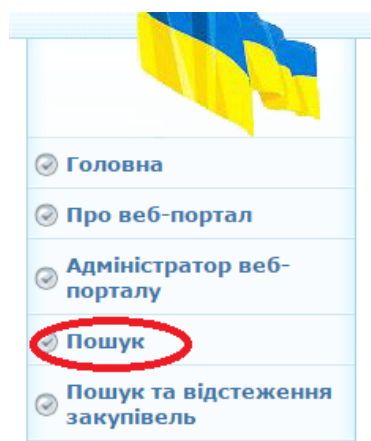 Головна
Про веб-портал
Адміністратор веб-
порталу
Пошук
Пошук та відстеження
закупівель